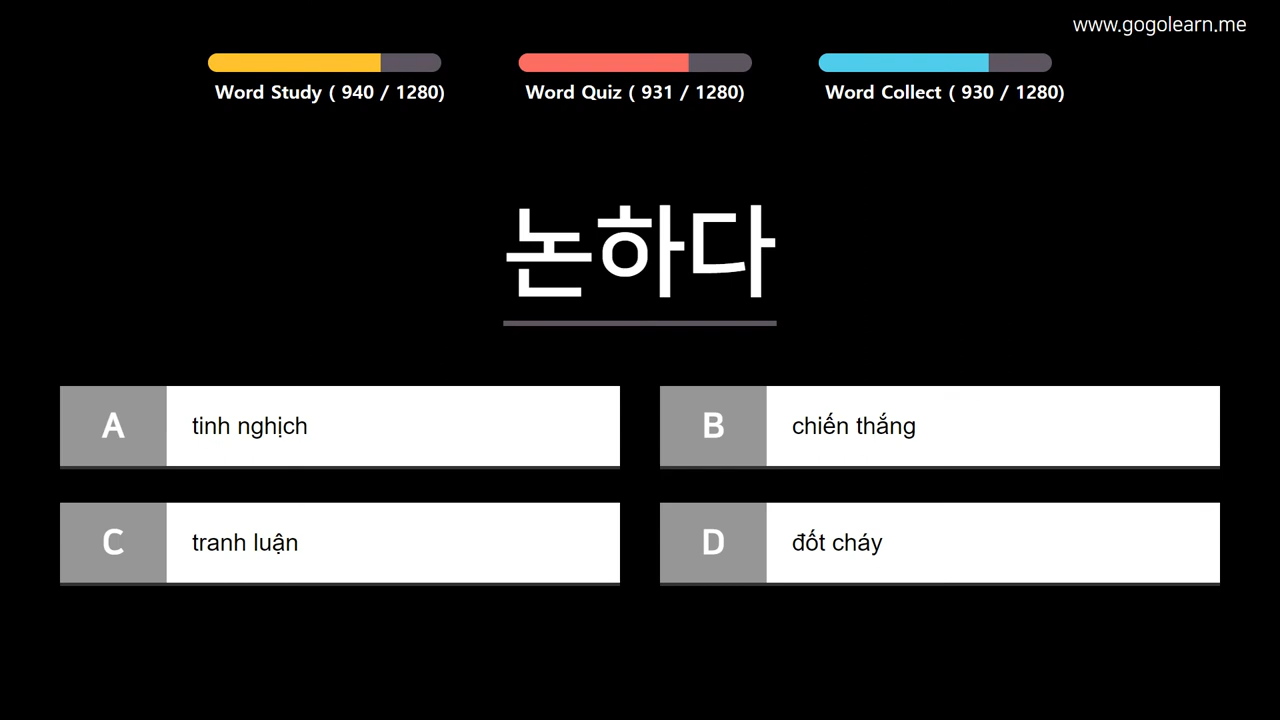 www.gogolearn.me
Word Study ( 940 / 1280)
Word Quiz ( 931 / 1280)
Word Collect ( 930 / 1280)
논하다
A tinh nghịch
B chiến thắng
C tranh luận
D đốt cháy